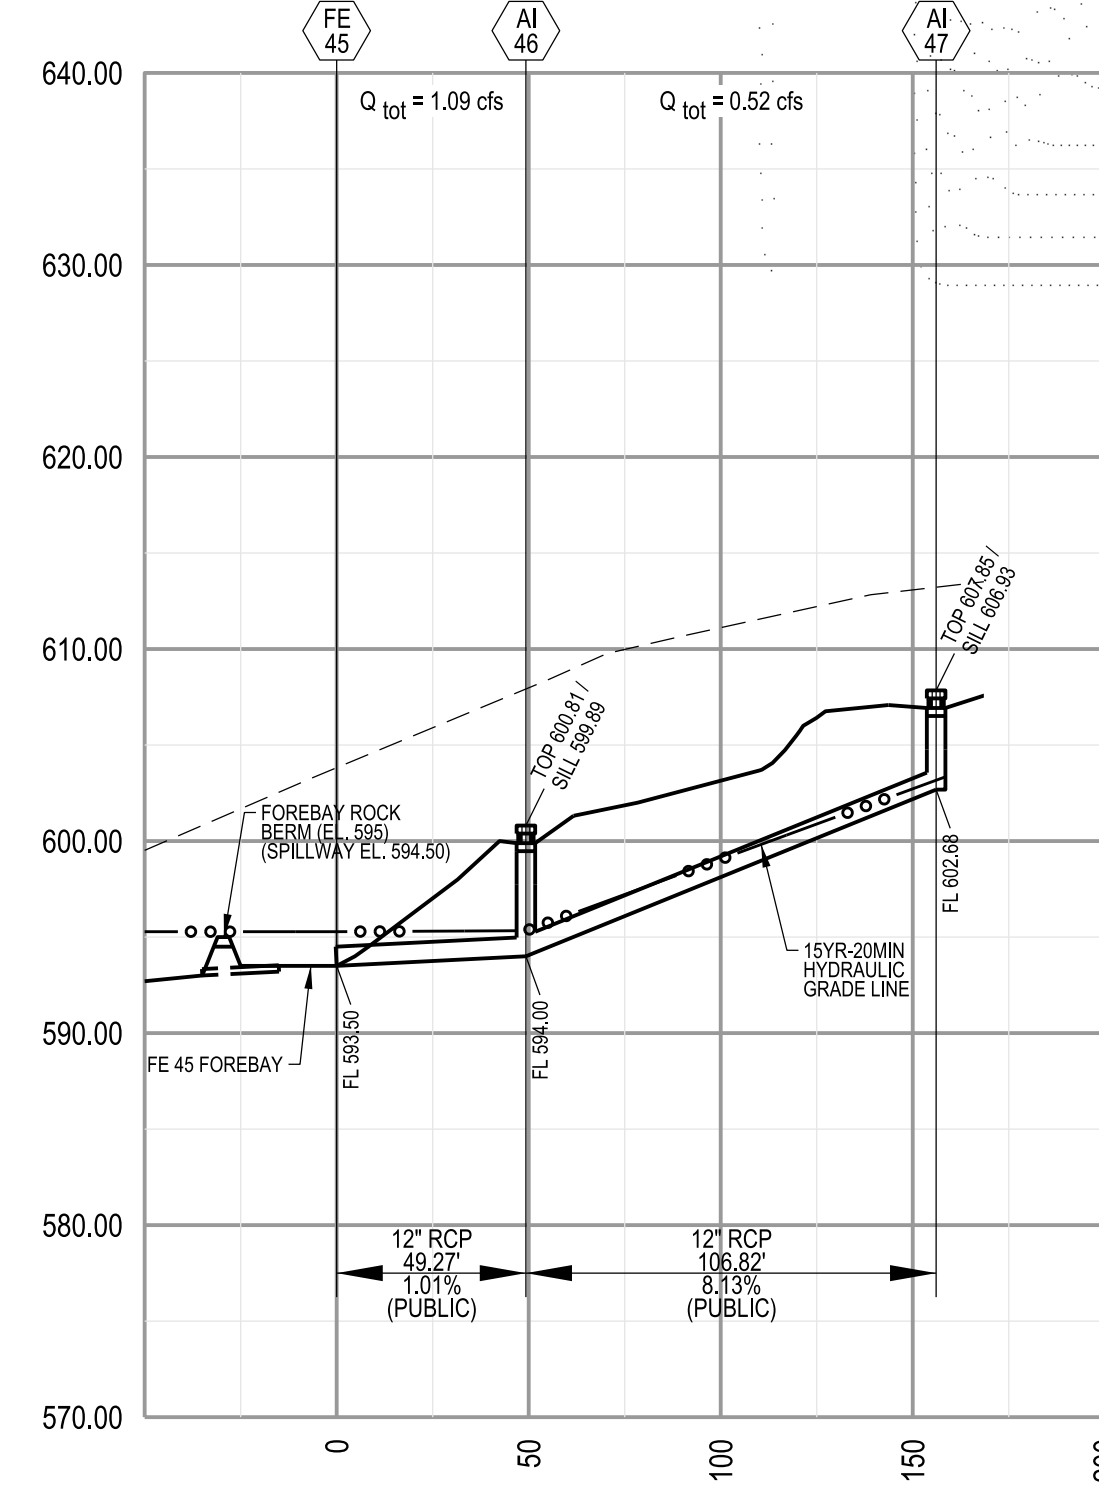 FE
45
AI
46
AI
47
640.00
Q tot = 1.09 cfs
Q tot = 0.52 cfs
630.00
620.00
610.00
TOP 600.81 /
SILL 599.89
TOP 607.85 /
SILL 606.93
FOREBAY ROCK
BERM (EL. 595)
(SPILLWAY EL. 594.50)
600.00
FL 602.68
15YR-20MIN
HYDRAULIC
GRADE LINE
590.00
FE 45 FOREBAY
FL 593.50
FL 594.00
580.00
12" RCP
49.27'
1.01%
(PUBLIC)
12" RCP
106.82'
8.13%
(PUBLIC)
570.00
0
50
100
150